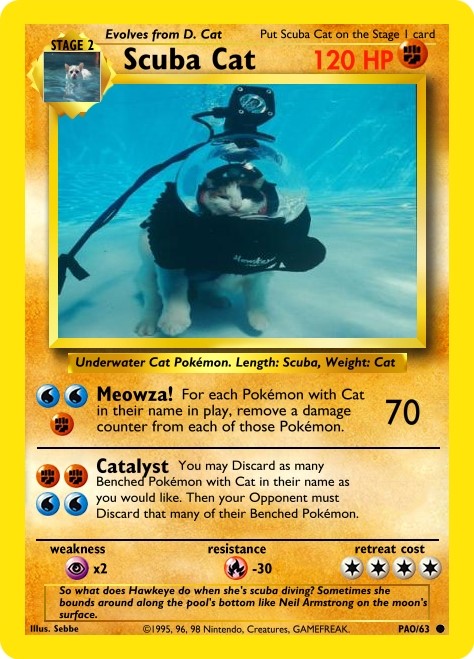 Evolves from D. Cat
Put Scuba Cat on the Stage 1 card
STAGE 2
Scuba Cat
120 HP
Underwater Cat Pokémon. Length: Scuba, Weight: Cat
Meowza! For each Pokémon with Cat
in their name in play, remove a damage
counter from each of those Pokémon.
70
Catalyst You may Discard as many
Benched Pokémon with Cat in their name as
you would like. Then your Opponent must
Discard that many of their Benched Pokémon.
weakness
resistance
retreat cost
x2
-30
So what does Hawkeye do when she's scuba diving? Sometimes she
bounds around along the pool's bottom like Neil Armstrong on the moon's
surface.
Illus. Sebbe
©1995, 96, 98 Nintendo, Creatures, GAMEFREAK.
PAO/63